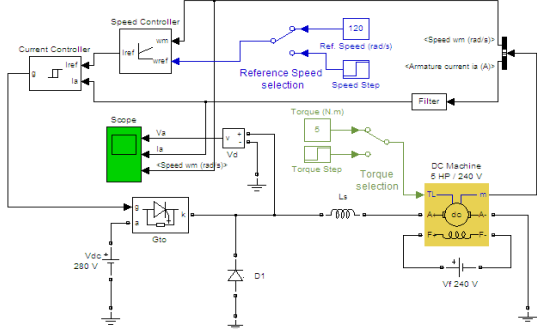 Speed Controller
Current Controller
wm
Iref
wref
Iref
g
Ia
120
Ref. Speed (rad/s)
Reference Speed
selection
Speed Step
<Speed wm (rad/s)>
<Armature current ia (A)>
Filter
Scope
Va
Ia
<Speed wm (rad/s)>
v
+
-
Vd
Torque (N.m)
5
Torque Step
Torque
selection
DC Machine
5 HP / 240 V
TL
m
A+
dc
A-
F+
F-
Vf 240 V
Ls
g
a
k
Gto
Vdc
+
280 V
D1